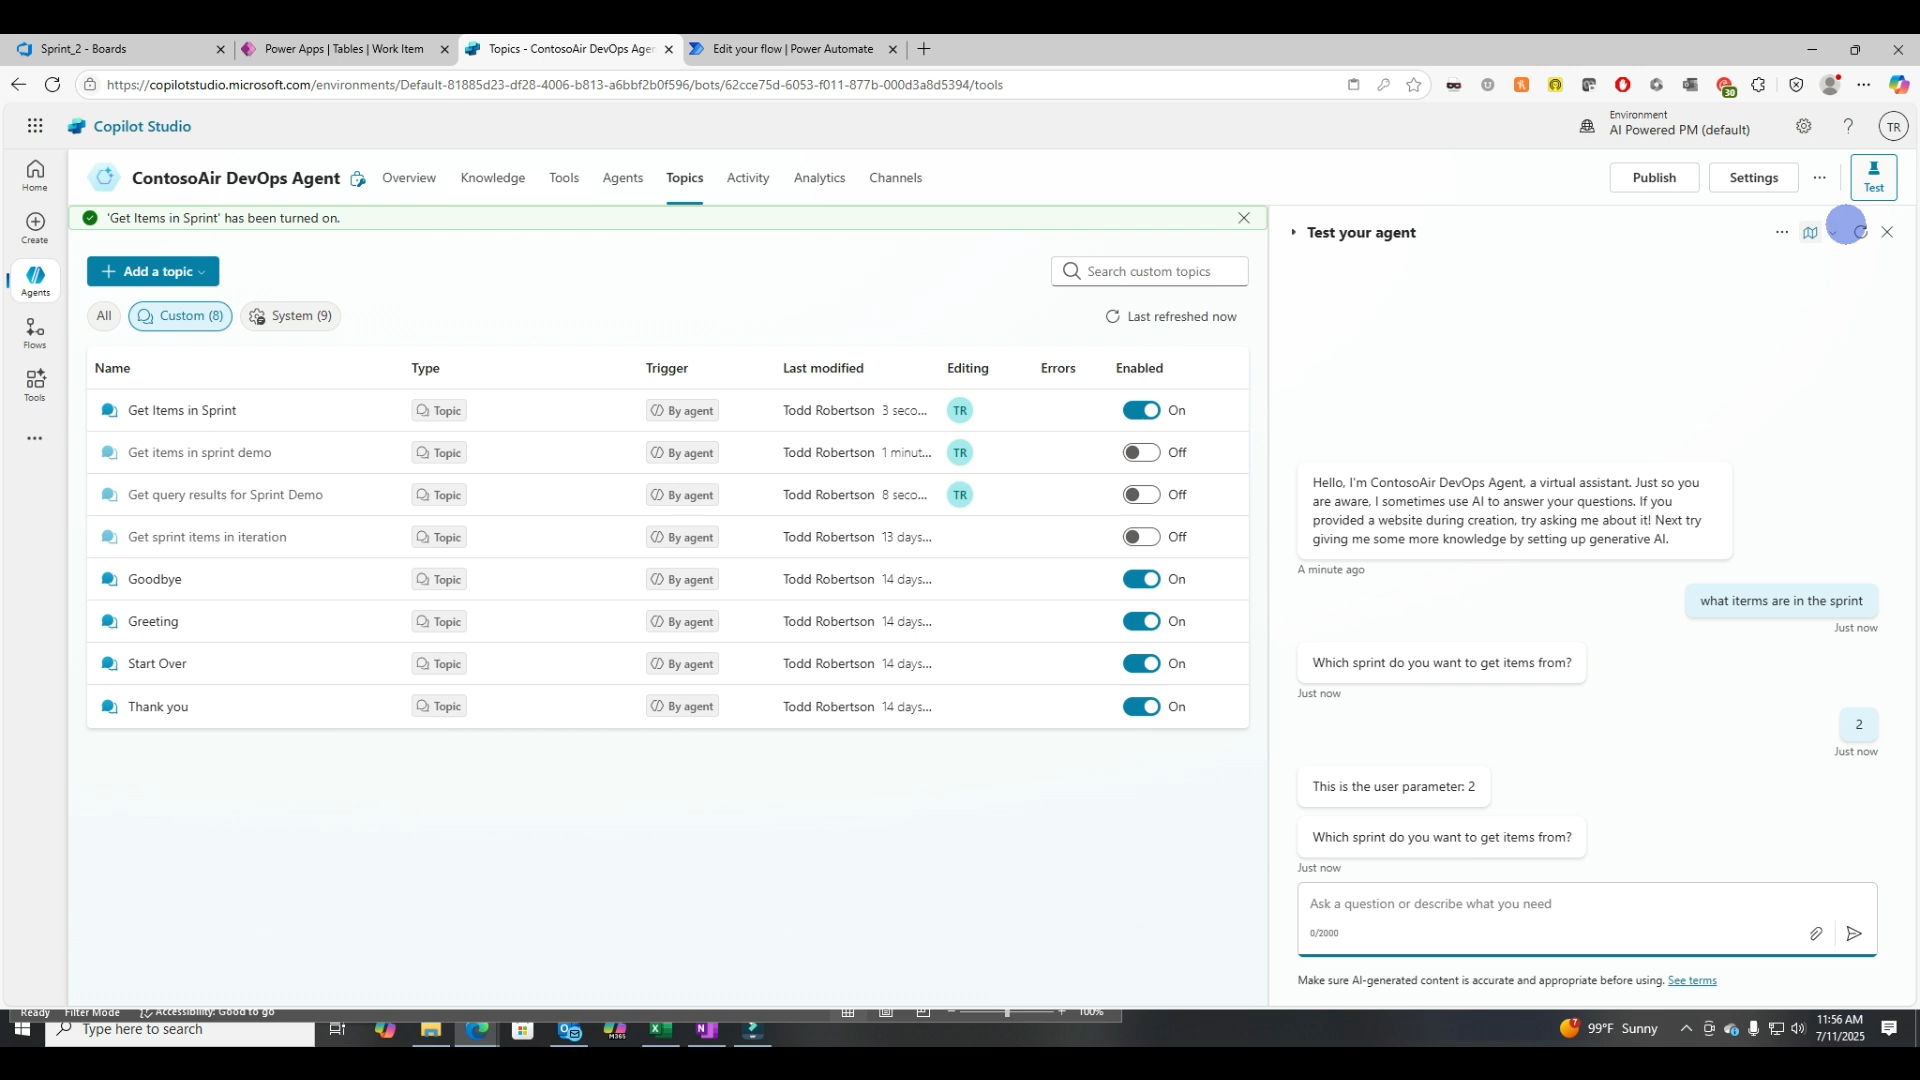 Sprint_2 - Boards
Power Apps | Tables | Work Item
Topics - ContosoAir DevOps Agen
Edit your flow | Power Automate
https://copilotstudio.microsoft.com/environments/Default-81885d23-df28-4006-b813-a6bbf2b0f596/bots/62cce75d-6053-f011-877b-000d3a8d5394/tools
30
Copilot Studio
Environment
AI Powered PM (default)
TR
Home
Create
Agents
Flows
Tools
ContosoAir DevOps Agent
Overview
Knowledge
Tools
Agents
Topics
Activity
Analytics
Channels
Publish
Settings
Test
'Get Items in Sprint' has been turned on.
Add a topic
Search custom topics
All
Custom (8)
System (9)
Last refreshed now
Name Type Trigger Last modified Editing Errors Enabled
Get Items in Sprint Topic By agent Todd Robertson 3 seco... TR On
Get items in sprint demo Topic By agent Todd Robertson 1 minut... TR Off
Get query results for Sprint Demo Topic By agent Todd Robertson 8 seco... TR Off
Get sprint items in iteration Topic By agent Todd Robertson 13 days... Off
Goodbye Topic By agent Todd Robertson 14 days... On
Greeting Topic By agent Todd Robertson 14 days... On
Start Over Topic By agent Todd Robertson 14 days... On
Thank you Topic By agent Todd Robertson 14 days... On
Test your agent
Hello, I'm ContosoAir DevOps Agent, a virtual assistant. Just so you
are aware, I sometimes use AI to answer your questions. If you
provided a website during creation, try asking me about it! Next try
giving me some more knowledge by setting up generative AI.
A minute ago
what iterms are in the sprint
Just now
Which sprint do you want to get items from?
Just now
2
Just now
This is the user parameter: 2
Which sprint do you want to get items from?
Just now
Ask a question or describe what you need
0/2000
Make sure AI-generated content is accurate and appropriate before using. See terms
Ready Filter Mode Accessibility: Good to go 100%
Type here to search
M365
99°F Sunny
11:56 AM
7/11/2025